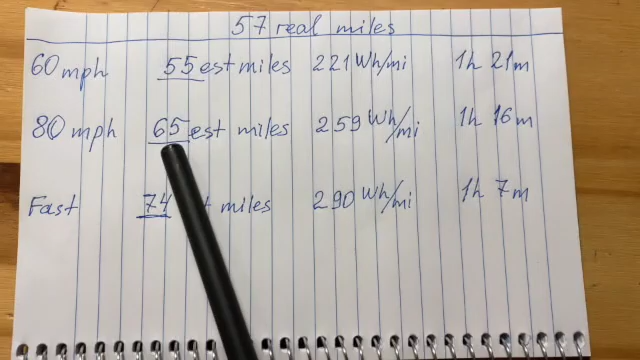 57 real miles
60 mph 55 est miles 221 Wh/mi 1h 21m
80 mph 65 est miles 259 Wh/mi 1h 16m
Fast 74 miles 290 Wh/mi 1h 7m